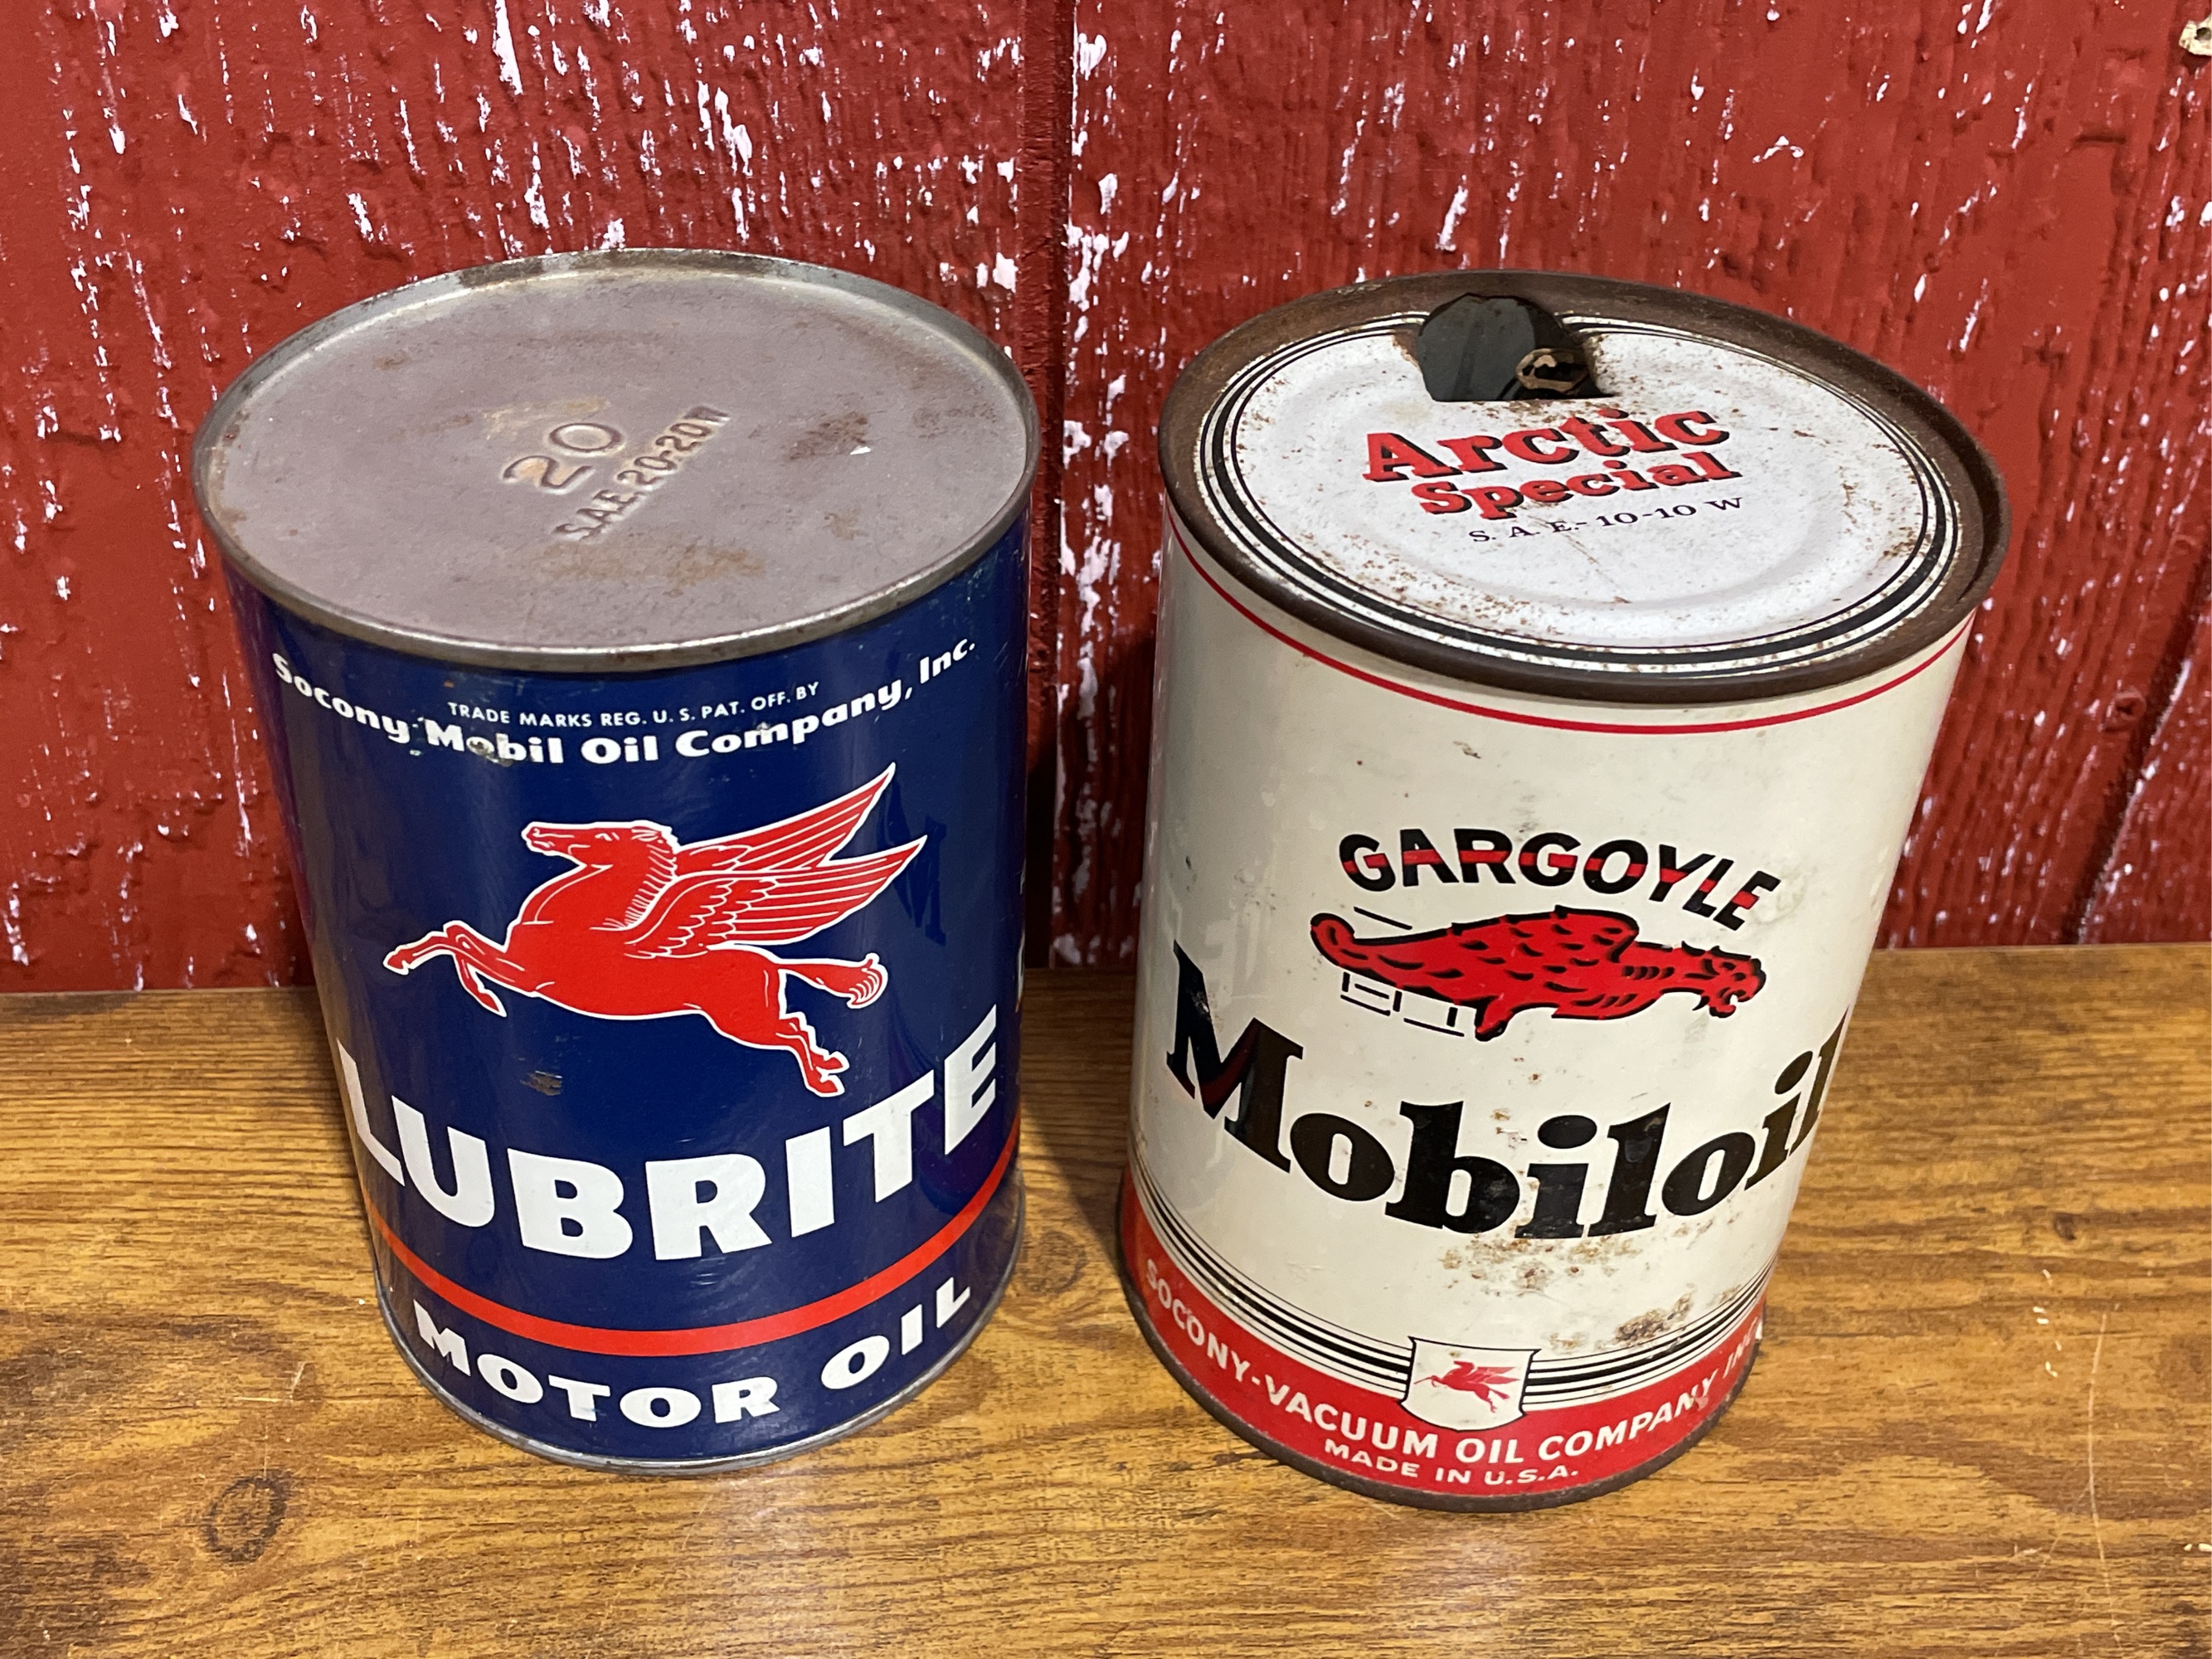 20
S.A.E. 20-20W
TRADE MARKS REG. U. S. PAT. OFF. BY
Socony Mobil Oil Company, Inc.
LUBRITE
MOTOR OIL
Arctic
Special
S. A. E.- 10-10 W
GARGOYLE
Mobiloil
SOCONY-VACUUM OIL COMPANY INC.
MADE IN U.S.A.